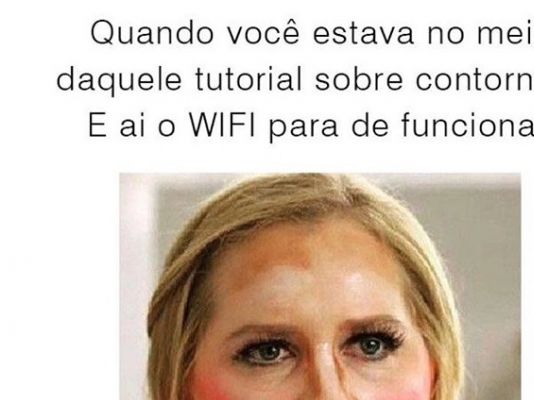 Quando você estava no mei
daquele tutorial sobre contorn
E ai o WIFI para de funciona